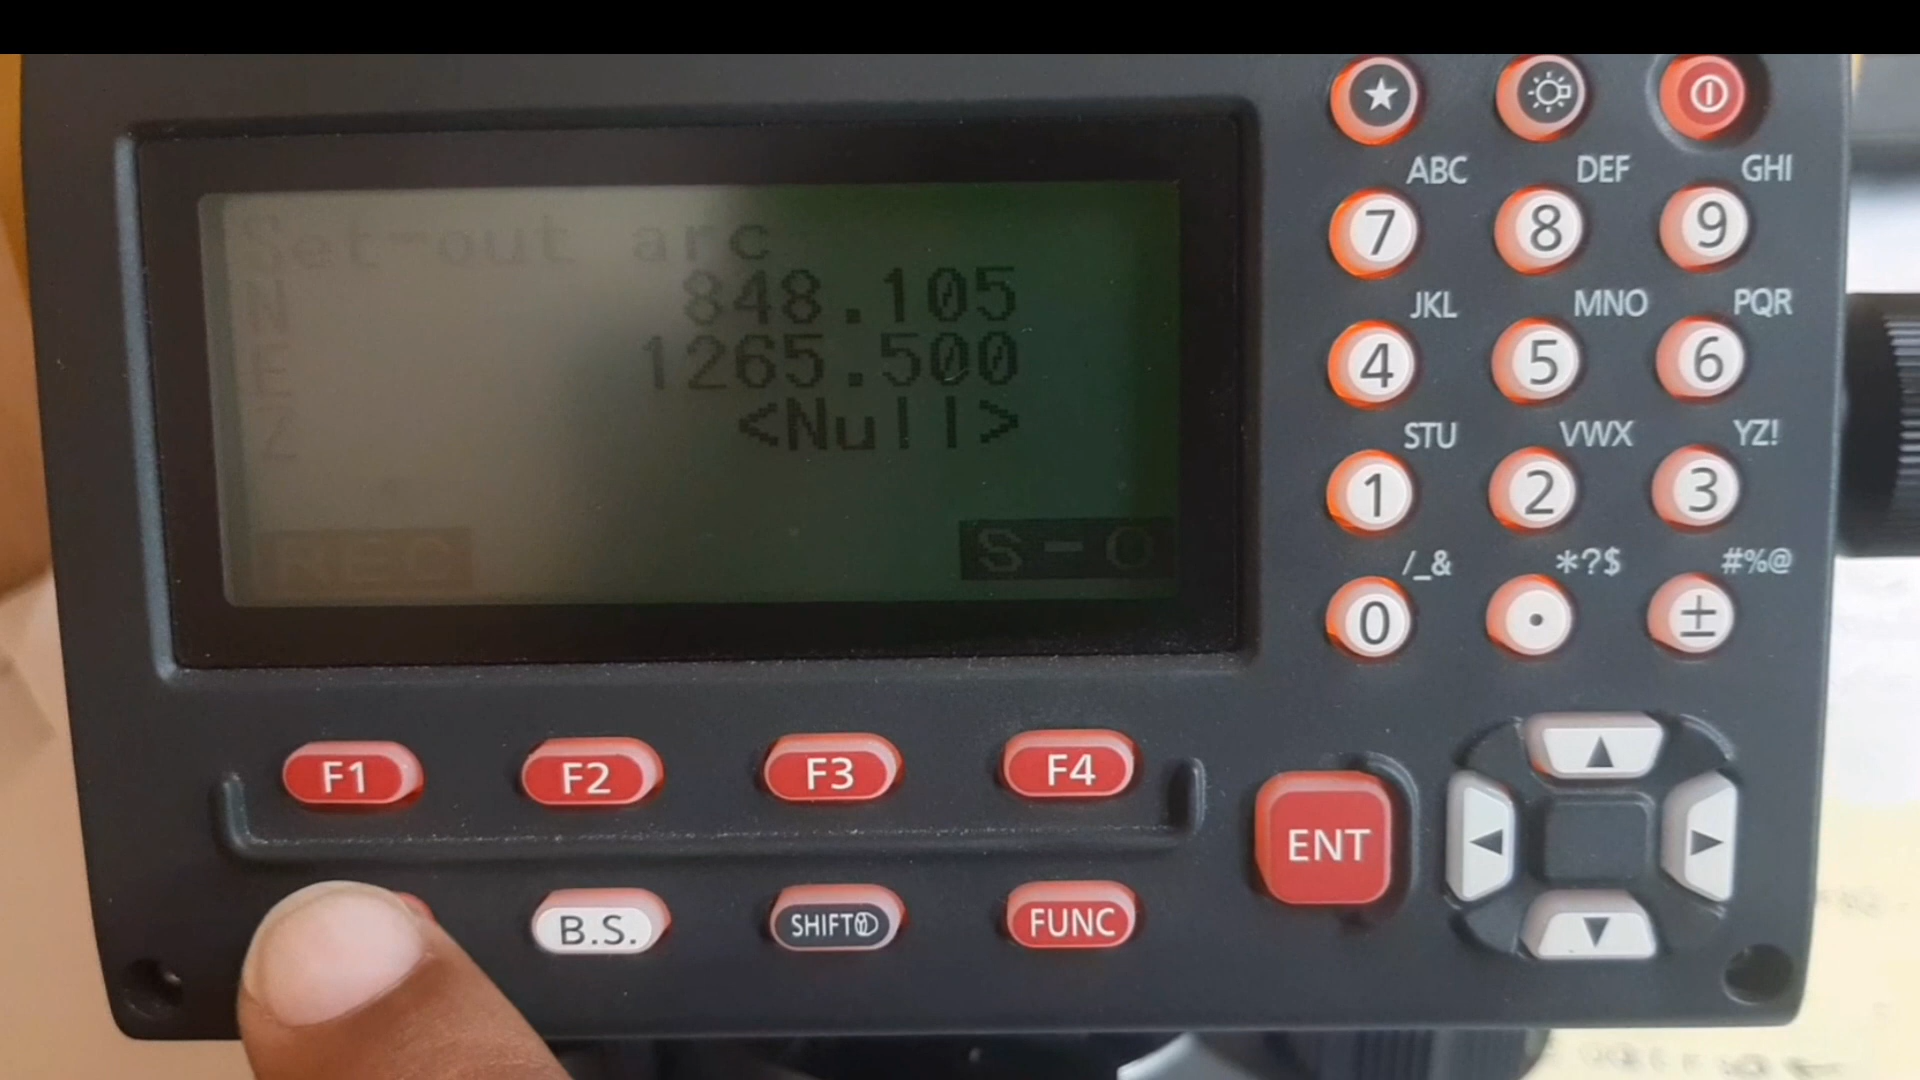 Set-out arc
N 848.105
E 1265.500
Z <Null>
REC S-O
ABC DEF GHI
7 8 9
JKL MNO PQR
4 5 6
STU VWX YZ!
1 2 3
/_& *?$ #%@
0 . ±
F1 F2 F3 F4
ENT
B.S. SHIFT FUNC